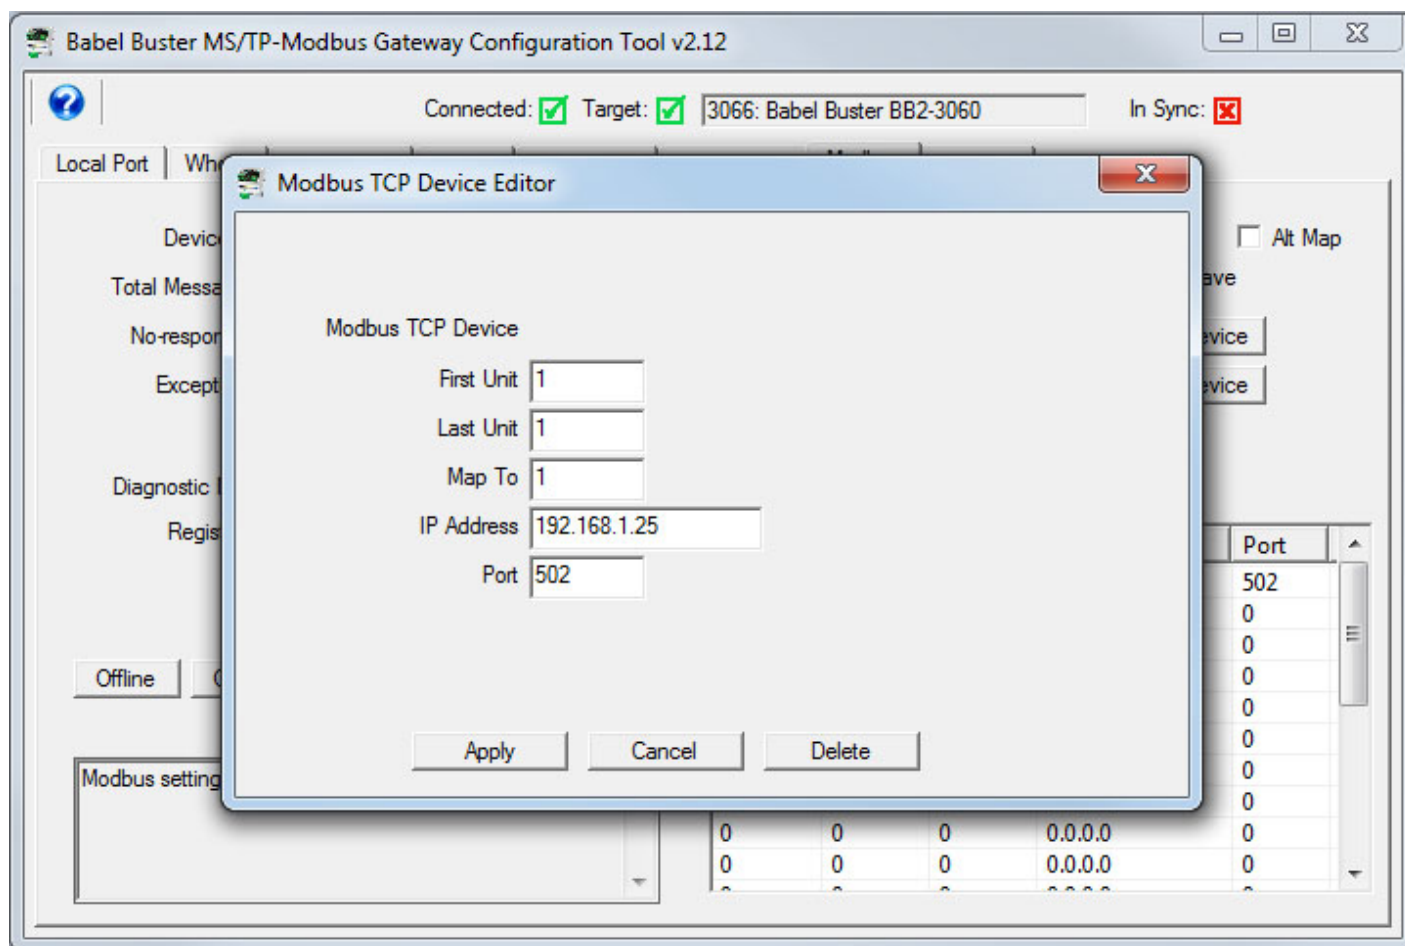 Babel Buster MS/TP-Modbus Gateway Configuration Tool v2.12
Connected: Target: 3066: Babel Buster BB2-3060 In Sync:
Local Port
Modbus TCP Device Editor
Alt Map
Modbus TCP Device
First Unit 1
Last Unit 1
Map To 1
IP Address 192.168.1.25
Port 502
Diagnostic
Port
502
0
0
0
0
0
0
0
Offline
Apply Cancel Delete
Modbus setting
0 0 0 0.0.0.0 0
0 0 0 0.0.0.0 0